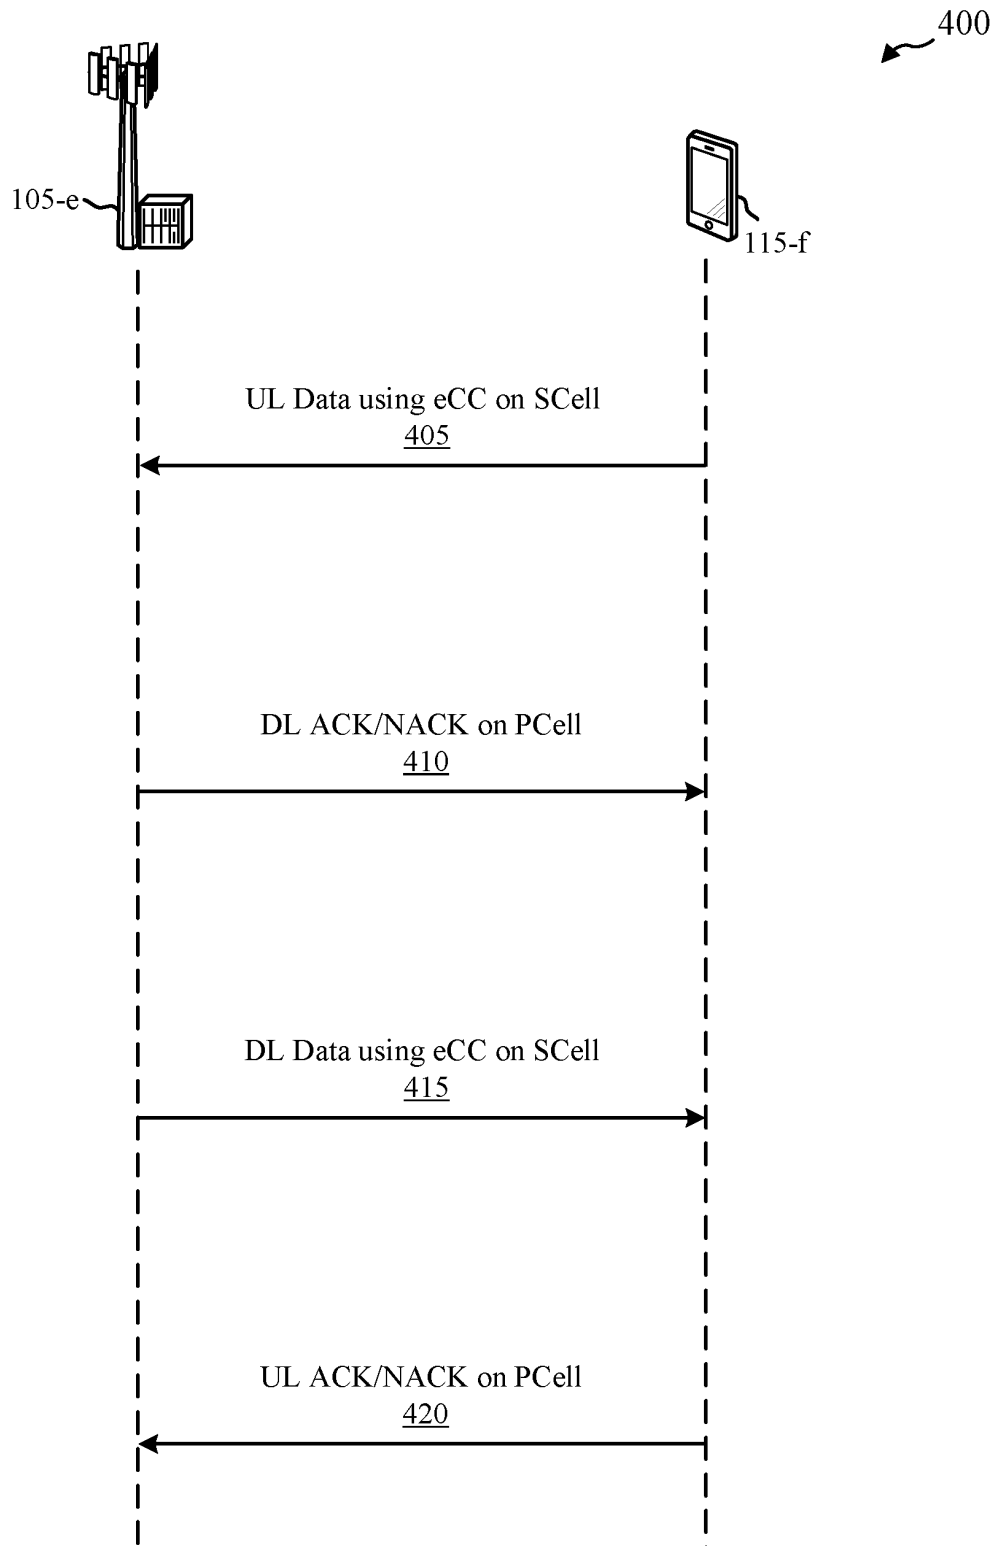 400
105-e
115-f
UL Data using eCC on SCell
405
DL ACK/NACK on PCell
410
DL Data using eCC on SCell
415
UL ACK/NACK on PCell
420